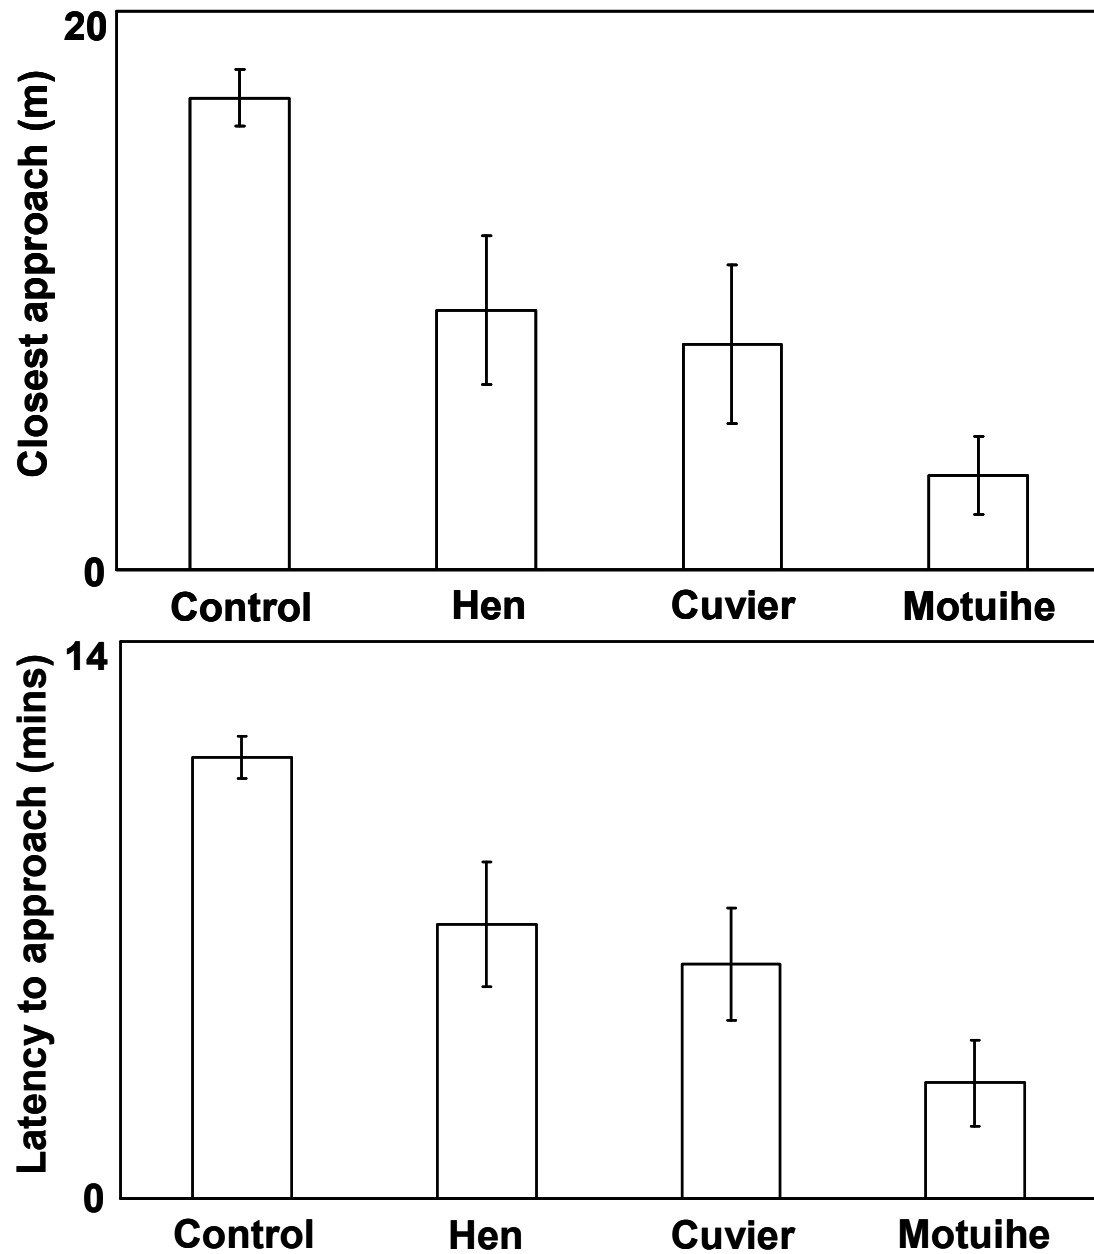 20
Closest approach (m)
0
Control Hen Cuvier Motuihe
14
Latency to approach (mins)
0
Control Hen Cuvier Motuihe